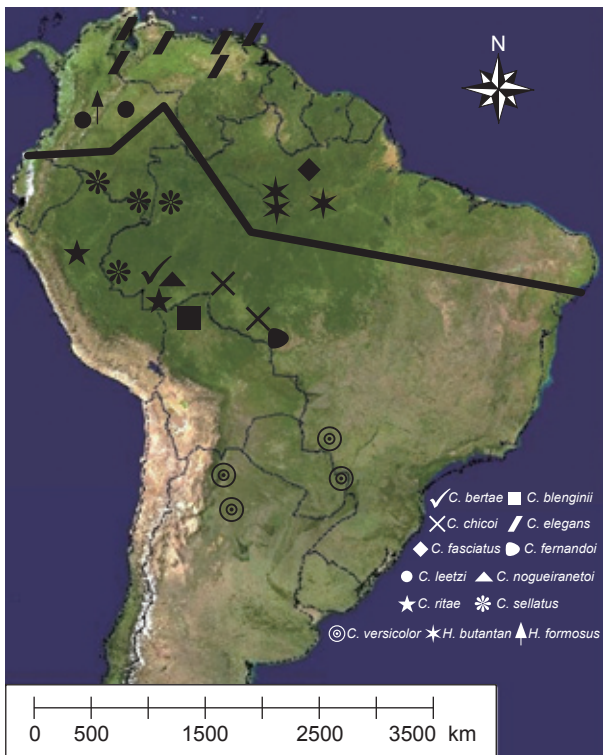 N
C. bertae C. blenginii
C. chicoi C. elegans
C. fasciatus C. fernandoi
C. leetzi C. nogueiranetoi
C. ritae C. sellatus
C. versicolor H. butantan H. formosus
0 500 1500 2500 3500 km